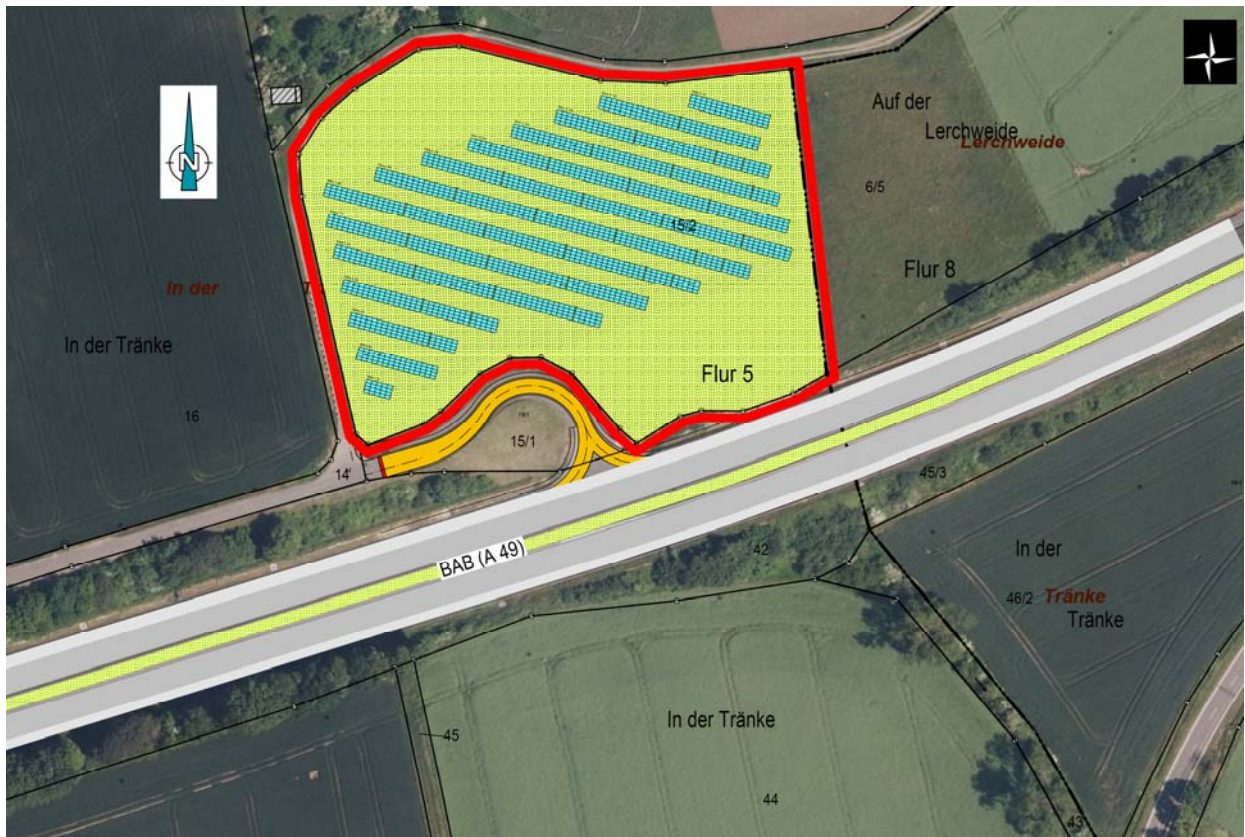 Auf der
Lerchweide
Lerchweide
N
6/5
15/2
Flur 8
In der
In der Tränke
Flur 5
16
15/1
14
45/3
BAB (A 49)
42
In der
46/2
Tränke
Tränke
In der Tränke
45
44
43